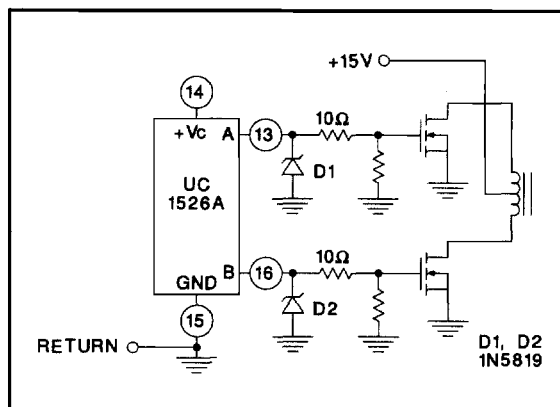 +15V
14
+Vc A 13
10Ω
D1
UC
1526A
10Ω
B 16
GND
D2
15
RETURN
D1, D2
1N5819